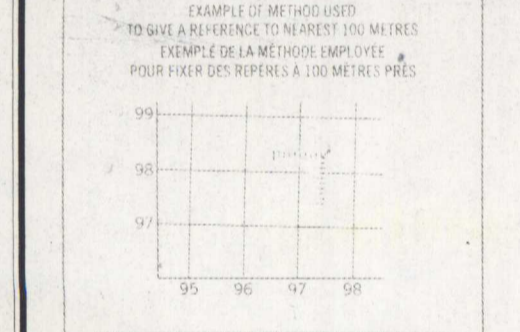 EXAMPLE OF METHOD USED
TO GIVE A REFERENCE TO NEAREST 100 METRES
EXEMPLE DE LA MÉTHODE EMPLOYÉE
POUR FIXER DES REPÈRES À 100 MÈTRES PRÈS
99
98
97
95 96 97 98